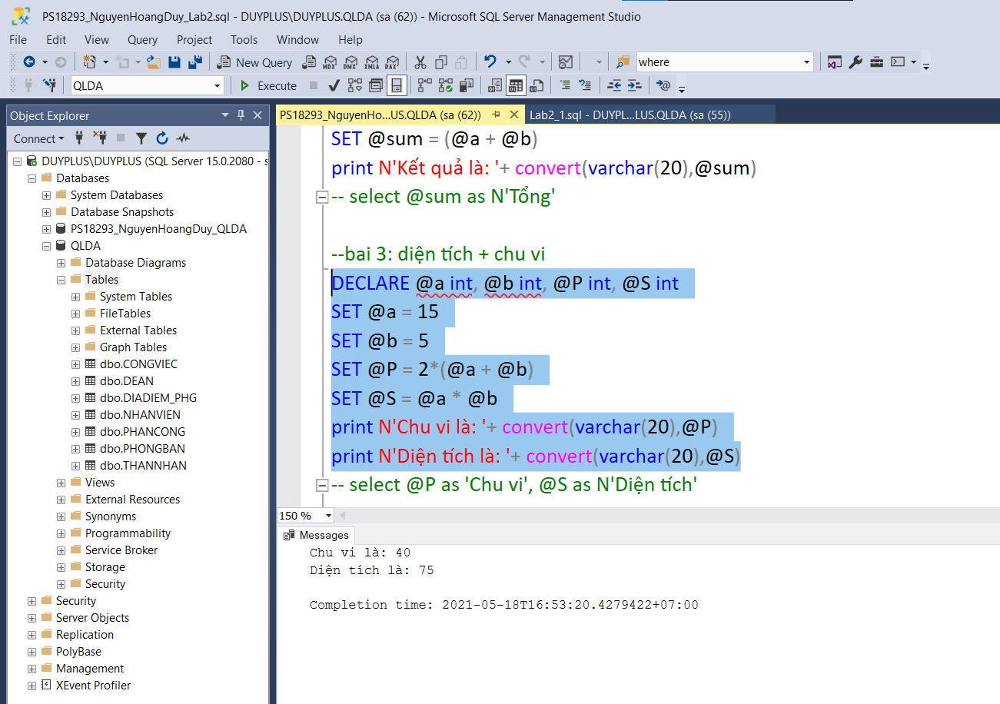 PS18293_NguyenHoangDuy_Lab2.sql - DUYPLUS\DUYPLUS.QLDA (sa (62)) - Microsoft SQL Server Management Studio
File Edit View Query Project Tools Window Help
New Query MDX DMX XMLA DAX where
QLDA Execute
Object Explorer
Connect
DUYPLUS\DUYPLUS (SQL Server 15.0.2080 - s
Databases
System Databases
Database Snapshots
PS18293_NguyenHoangDuy_QLDA
QLDA
Database Diagrams
Tables
System Tables
FileTables
External Tables
Graph Tables
dbo.CONGVIEC
dbo.DEAN
dbo.DIADIEM_PHG
dbo.NHANVIEN
dbo.PHANCONG
dbo.PHONGBAN
dbo.THANNHAN
Views
External Resources
Synonyms
Programmability
Service Broker
Storage
Security
Security
Server Objects
Replication
PolyBase
Management
XEvent Profiler
PS18293_NguyenHo...US.QLDA (sa (62)) Lab2_1.sql - DUYPL...LUS.QLDA (sa (55))
SET @sum = (@a + @b)
print N'Kết quả là: '+ convert(varchar(20),@sum)
-- select @sum as N'Tổng'
--bai 3: diện tích + chu vi
DECLARE @a int, @b int, @P int, @S int
SET @a = 15
SET @b = 5
SET @P = 2*(@a + @b)
SET @S = @a * @b
print N'Chu vi là: '+ convert(varchar(20),@P)
print N'Diện tích là: '+ convert(varchar(20),@S)
-- select @P as 'Chu vi', @S as N'Diện tích'
150 %
Messages
Chu vi là: 40
Diện tích là: 75
Completion time: 2021-05-18T16:53:20.4279422+07:00